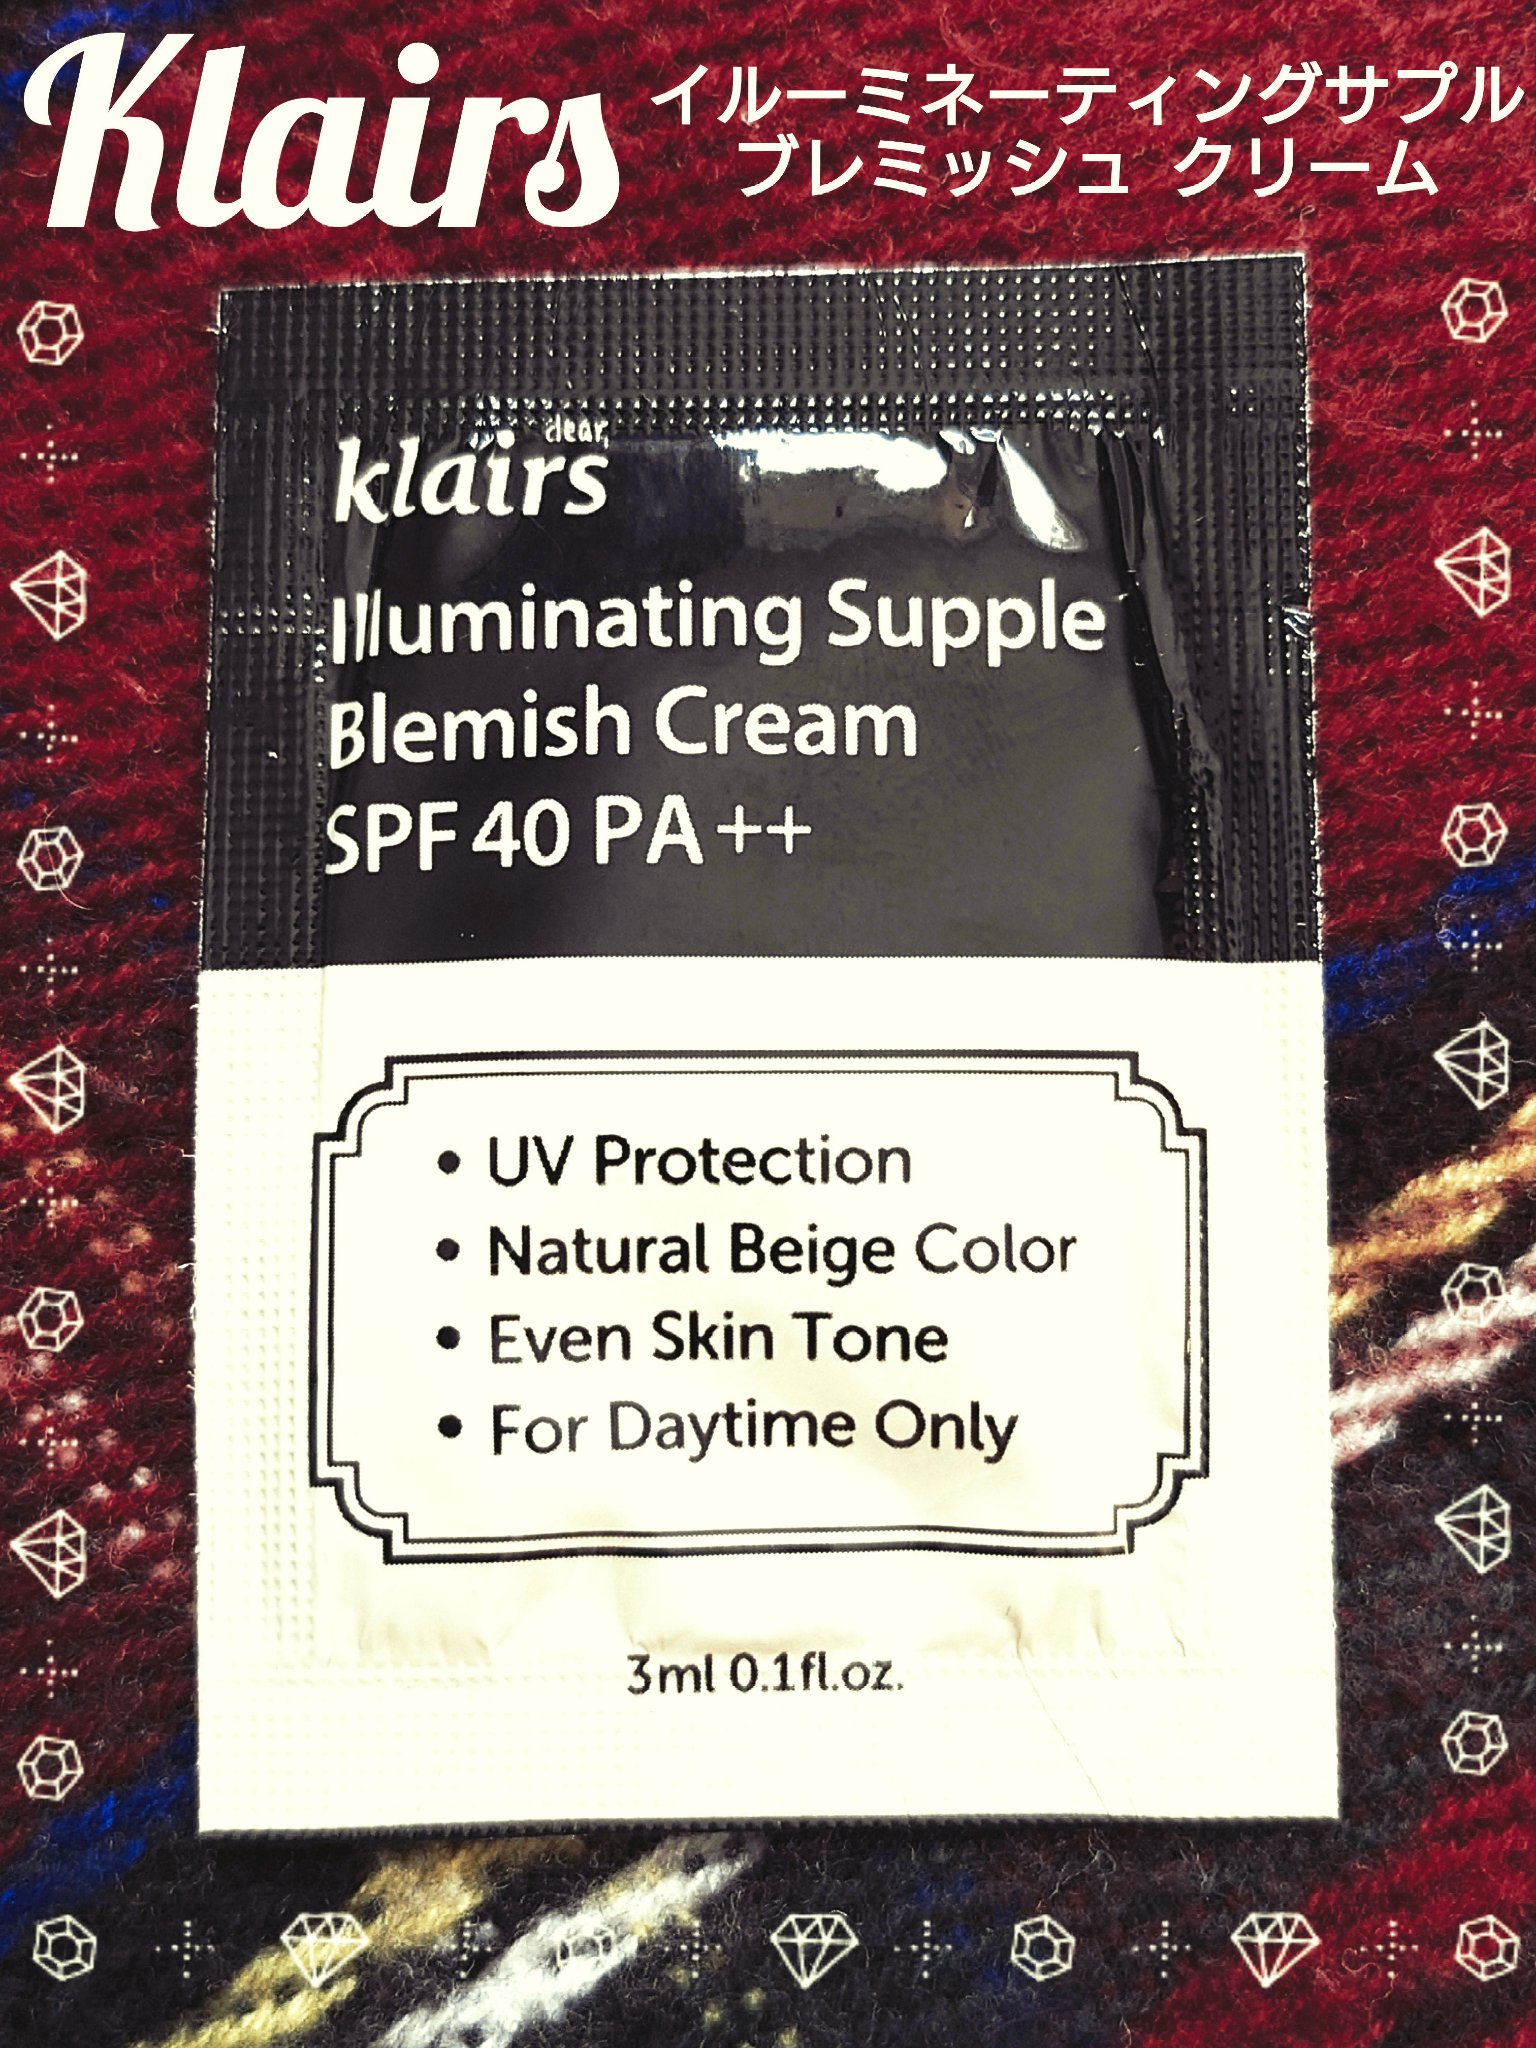 Klairs
イルーミネーティングサプル
ブレミッシュ クリーム
dear,
klairs
Illuminating Supple
Blemish Cream
SPF 40 PA++
• UV Protection
• Natural Beige Color
• Even Skin Tone
• For Daytime Only
3ml 0.1fl.oz.